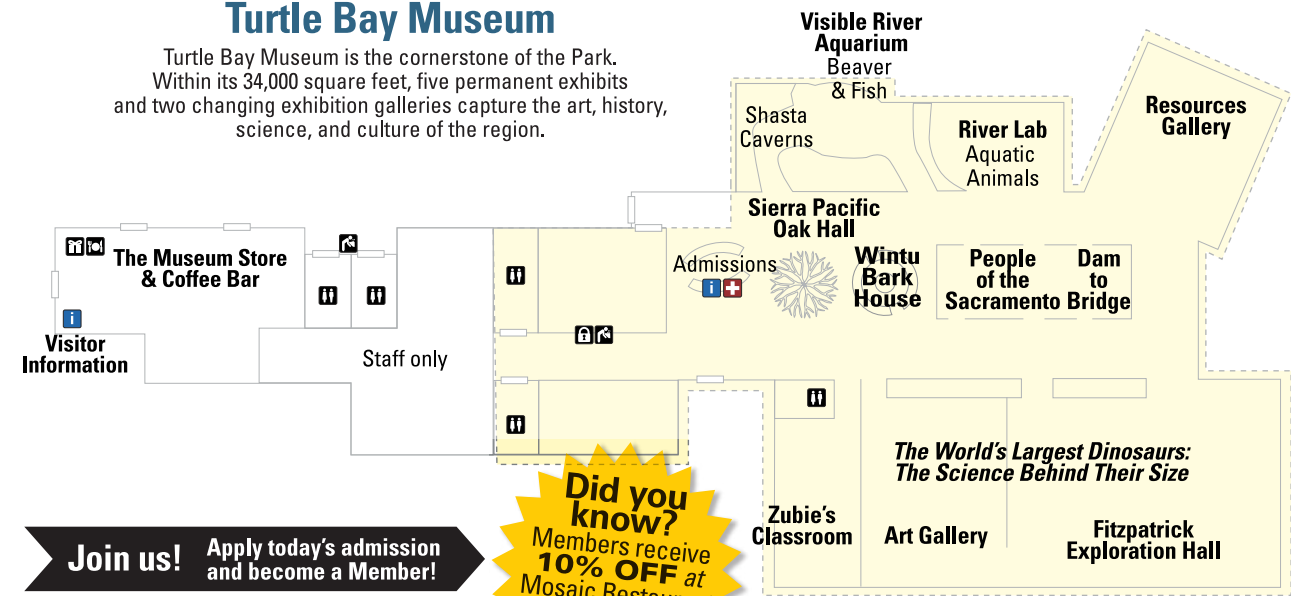 Turtle Bay Museum
Turtle Bay Museum is the cornerstone of the Park.
Within its 34,000 square feet, five permanent exhibits
and two changing exhibition galleries capture the art, history,
science, and culture of the region.
Visible River
Aquarium
Beaver
& Fish
Shasta
Caverns
River Lab
Aquatic
Animals
Resources
Gallery
Sierra Pacific
Oak Hall
The Museum Store
& Coffee Bar
i
Visitor
Information
Staff only
Admissions
i
Wintu
Bark
House
People
of the
Sacramento
Dam
to
Bridge
The World's Largest Dinosaurs:
The Science Behind Their Size
Zubie's
Classroom
Art Gallery
Fitzpatrick
Exploration Hall
Join us!
Apply today's admission
and become a Member!
Did you
know?
Members receive
10% OFF at
Mosaic